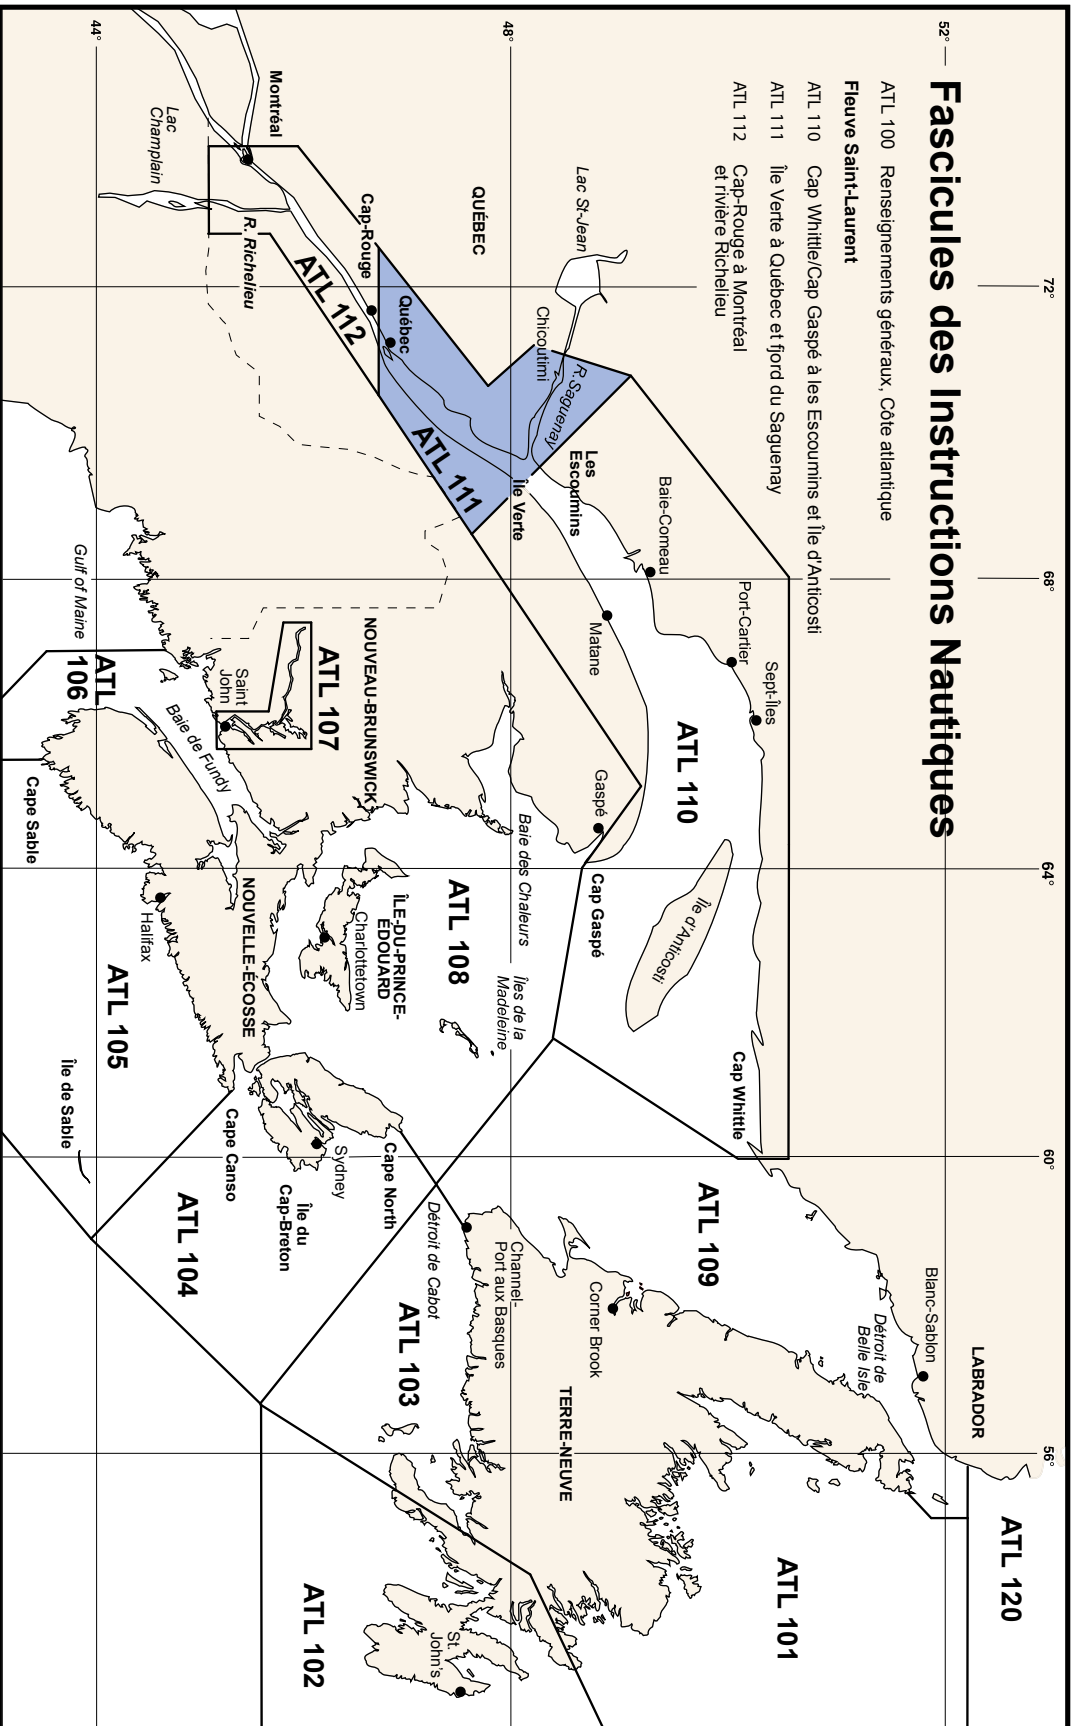 Fascicules des Instructions Nautiques
ATL 100 Renseignements généraux, Côte atlantique
Fleuve Saint-Laurent
ATL 110 Cap Whittle/Cap Gaspé à les Escoumins et Île d'Anticosti
ATL 111 Île Verte à Québec et fjord du Saguenay
ATL 112 Cap-Rouge à Montréal
et rivière Richelieu
72°
68°
64°
60°
56°
52°
48°
44°
LABRADOR
ATL 120
Blanc-Sablon
Détroit de
Belle Isle
Sept-Îles
Port-Cartier
Cap Whittle
ATL 109
ATL 101
ATL 110
Île d'Anticosti
Baie-Comeau
Matane
Lac St-Jean
Chicoutimi
R. Saguenay
Les
Escoumins
Île Verte
Gaspé
Cap Gaspé
Corner Brook
TERRE-NEUVE
QUÉBEC
Baie des Chaleurs
Îles de la
Madeleine
Channel-
Port aux Basques
ATL 108
ATL 111
Québec
Cap-Rouge
ATL 112
Détroit de Cabot
ATL 103
St.
John's
NOUVEAU-BRUNSWICK
ÎLE-DU-PRINCE-
ÉDOUARD
Charlottetown
Cape North
Sydney
ATL 107
ATL 102
Montréal
R. Richelieu
Lac
Champlain
Saint
John
Baie de Fundy
NOUVELLE-ÉCOSSE
Île du
Cap-Breton
Cape Canso
ATL 104
Halifax
ATL 105
Gulf of Maine
ATL
106
Cape Sable
Île de Sable